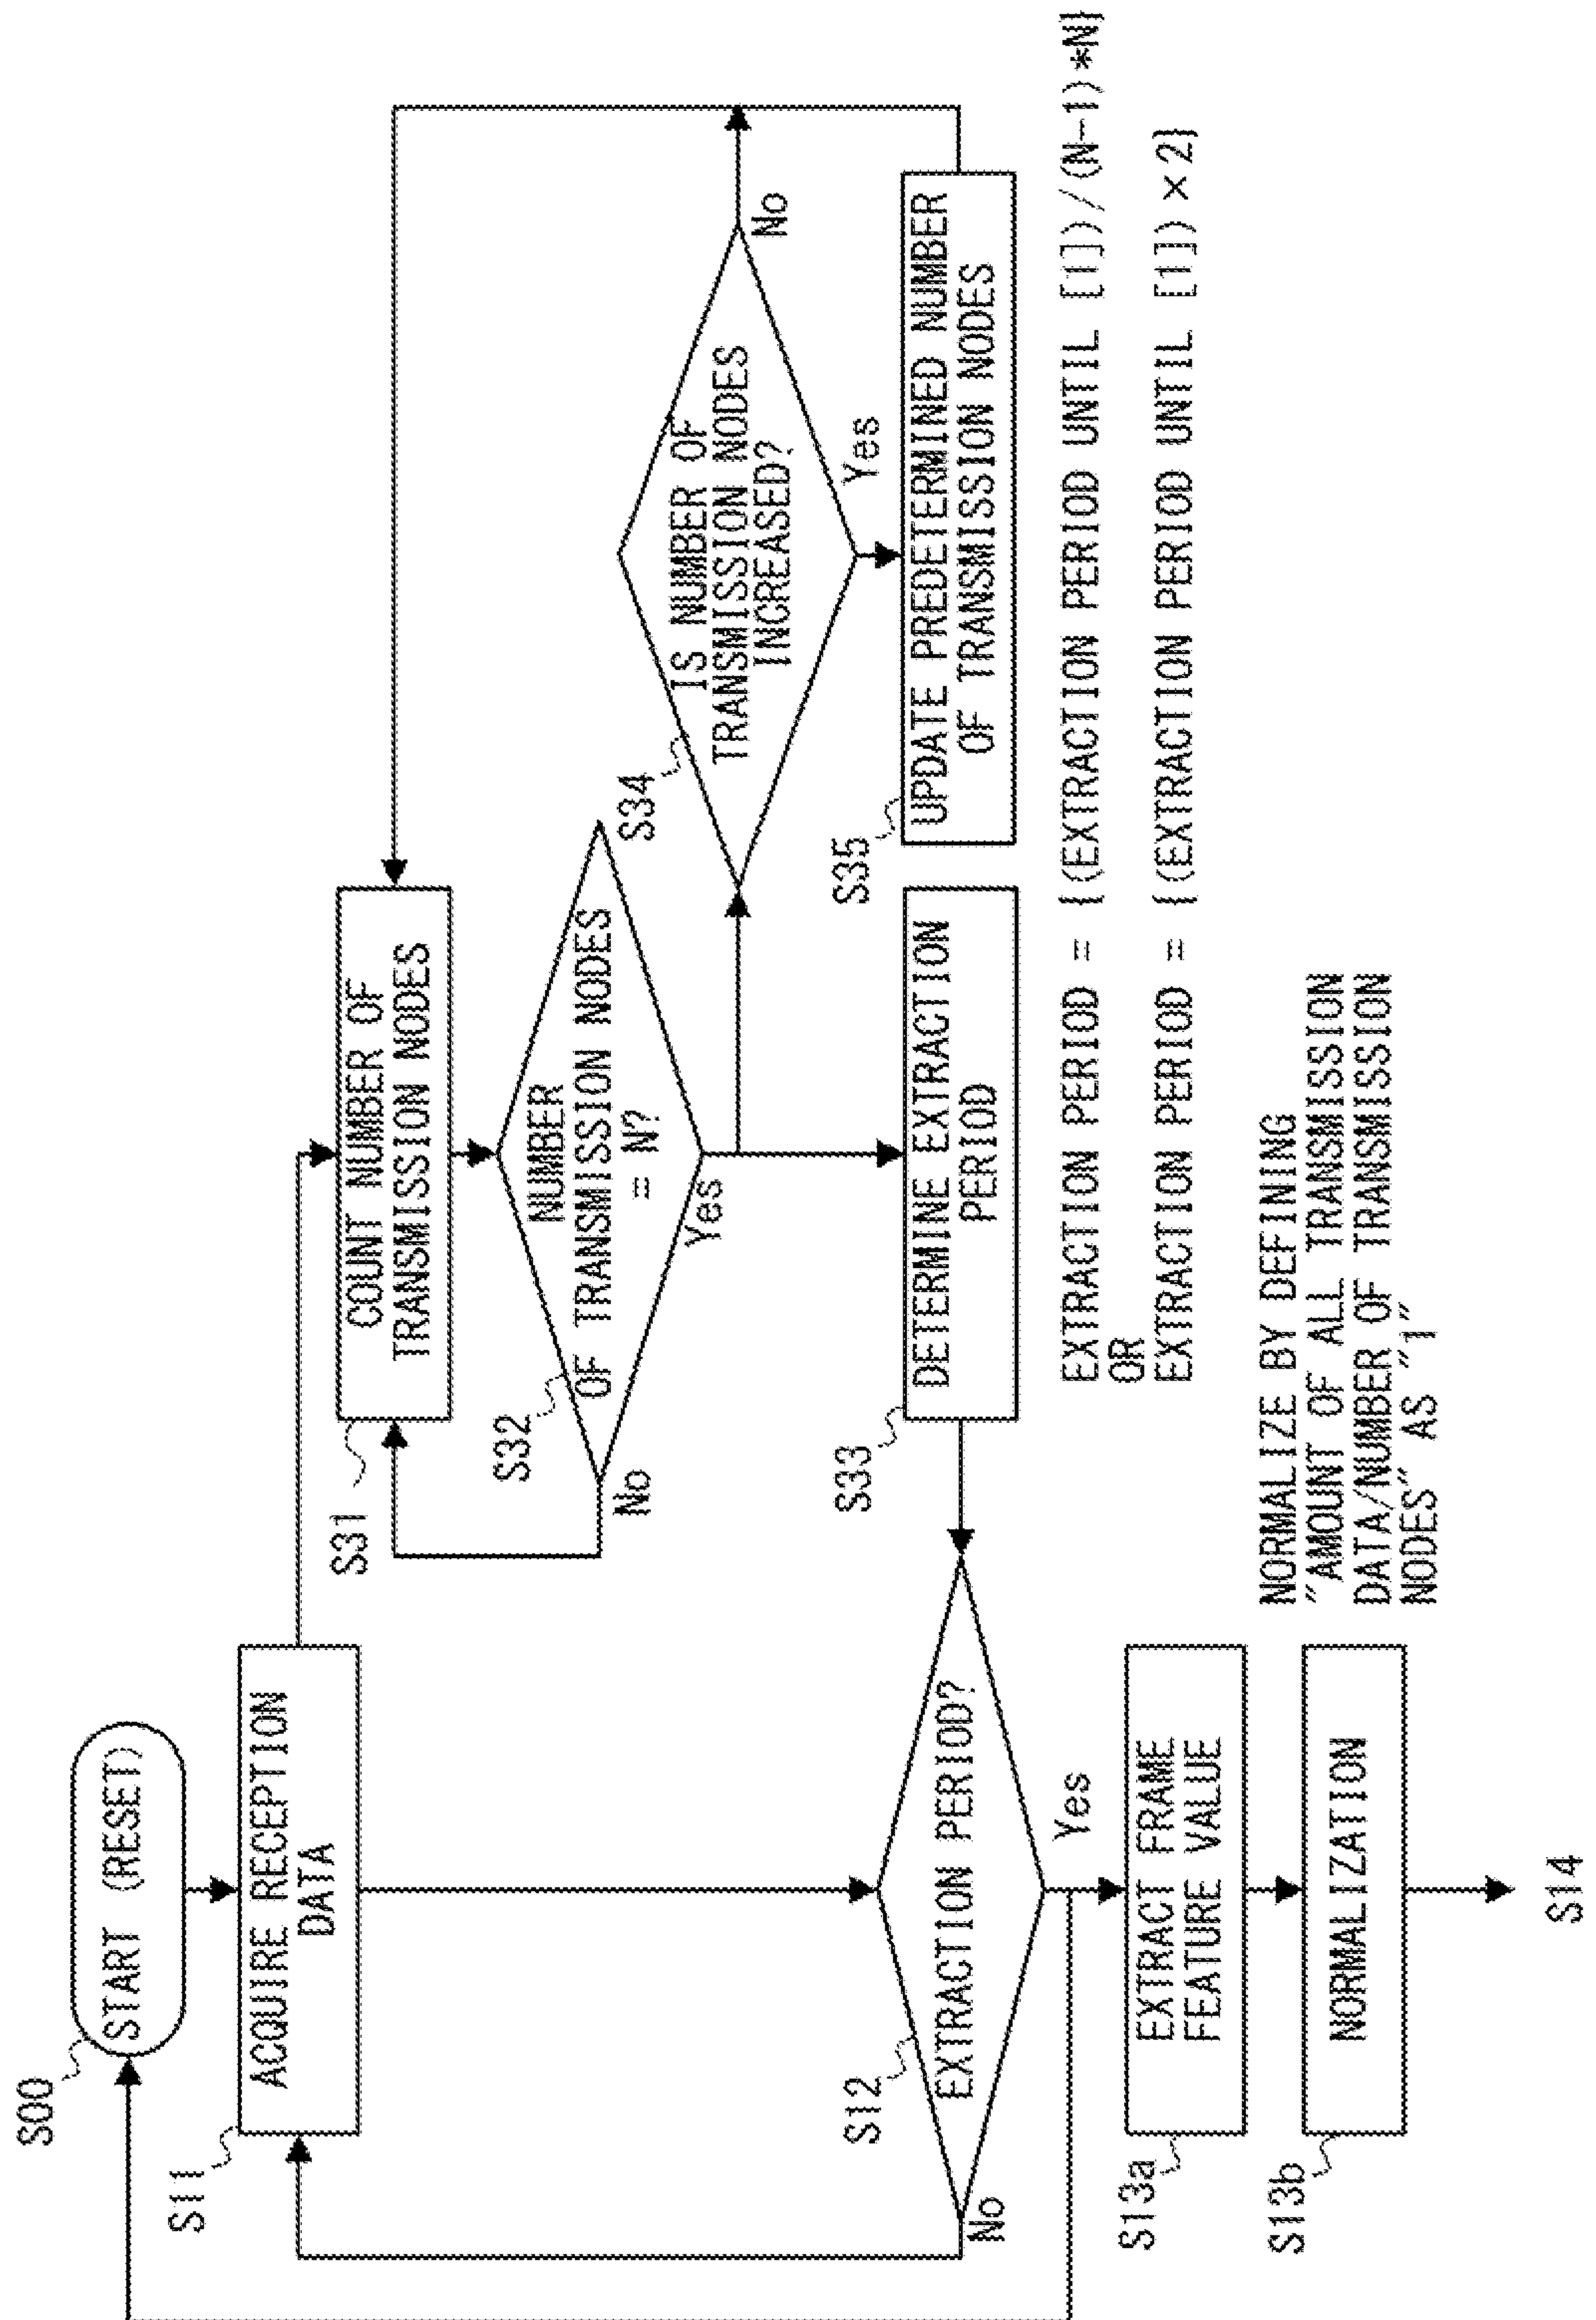 S00
START (RESET)
S11
ACQUIRE RECEPTION
DATA
S31
COUNT NUMBER OF
TRANSMISSION NODES
S32
NUMBER
OF TRANSMISSION NODES
= N?
No
Yes
S34
IS NUMBER OF
TRANSMISSION NODES
INCREASED?
No
Yes
S35
UPDATE PREDETERMINED NUMBER
OF TRANSMISSION NODES
S33
DETERMINE EXTRACTION
PERIOD
EXTRACTION PERIOD = {(EXTRACTION PERIOD UNTIL [1])/(N-1)*N}
OR
EXTRACTION PERIOD = {(EXTRACTION PERIOD UNTIL [1])×2}
S12
EXTRACTION PERIOD?
No
Yes
S13a
EXTRACT FRAME
FEATURE VALUE
S13b
NORMALIZATION
NORMALIZE BY DEFINING
"AMOUNT OF ALL TRANSMISSION
DATA/NUMBER OF TRANSMISSION
NODES" AS "1"
S14